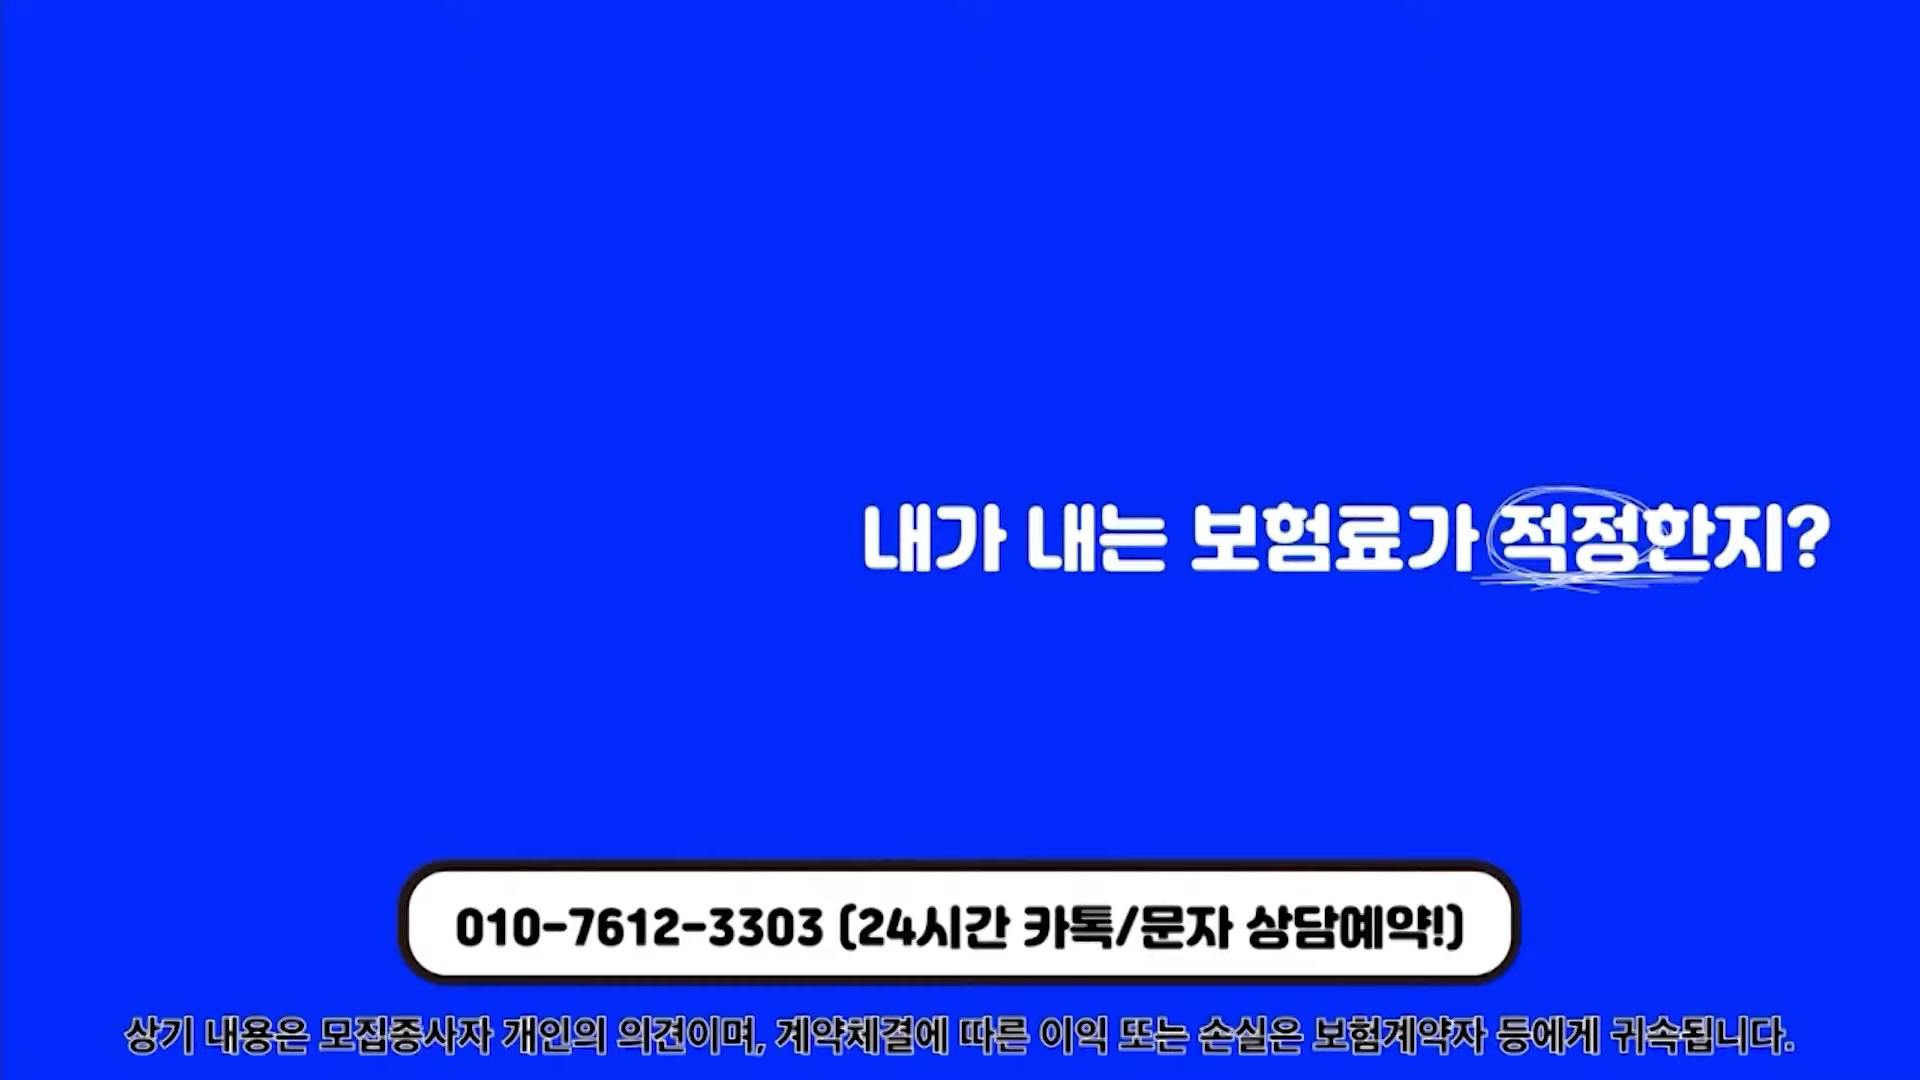 내가 내는 보험료가 적정한지?
010-7612-3303 (24시간 카톡/문자 상담예약!)
상기 내용은 모집종사자 개인의 의견이며, 계약체결에 따른 이익 또는 손실은 보험계약자 등에게 귀속됩니다.